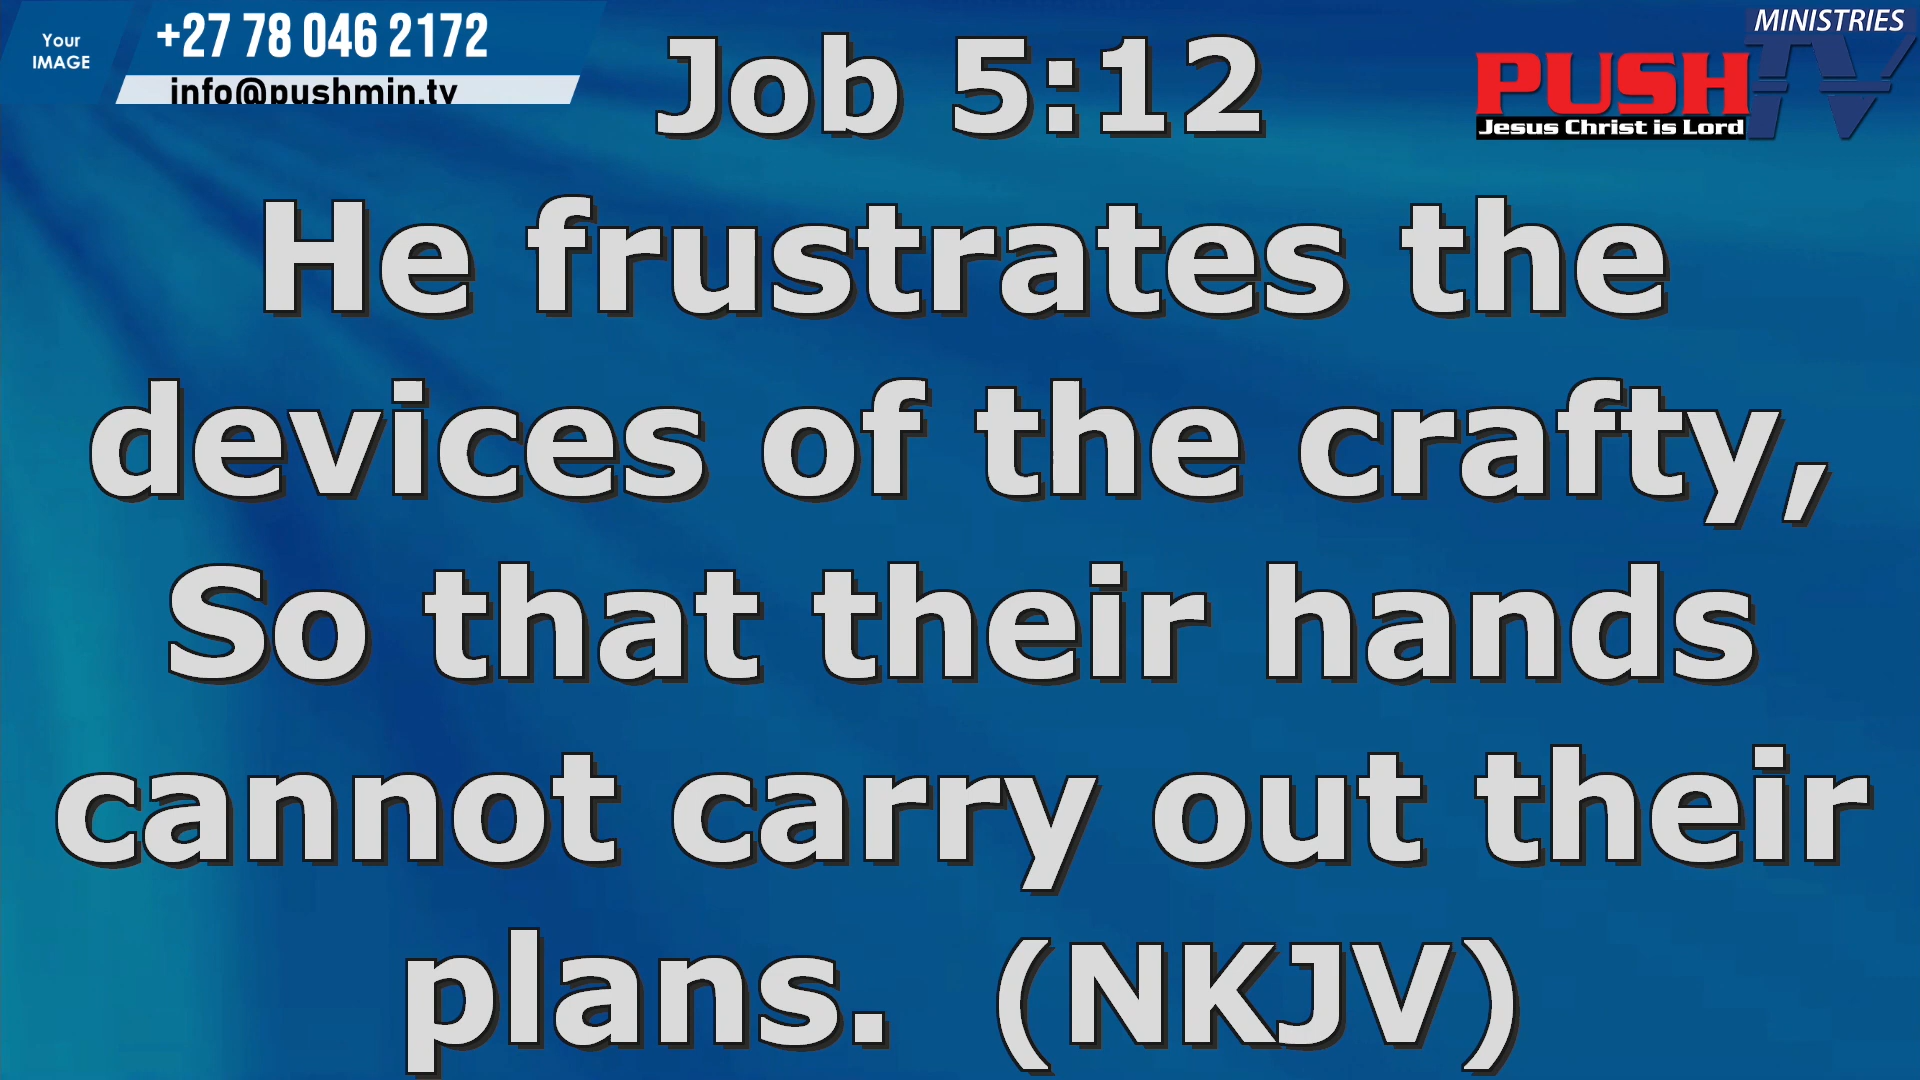 Your
IMAGE
+27 78 046 2172
info@pushmin.tv
MINISTRIES
PUSH TV
Jesus Christ is Lord
Job 5:12
He frustrates the
devices of the crafty,
So that their hands
cannot carry out their
plans. (NKJV)